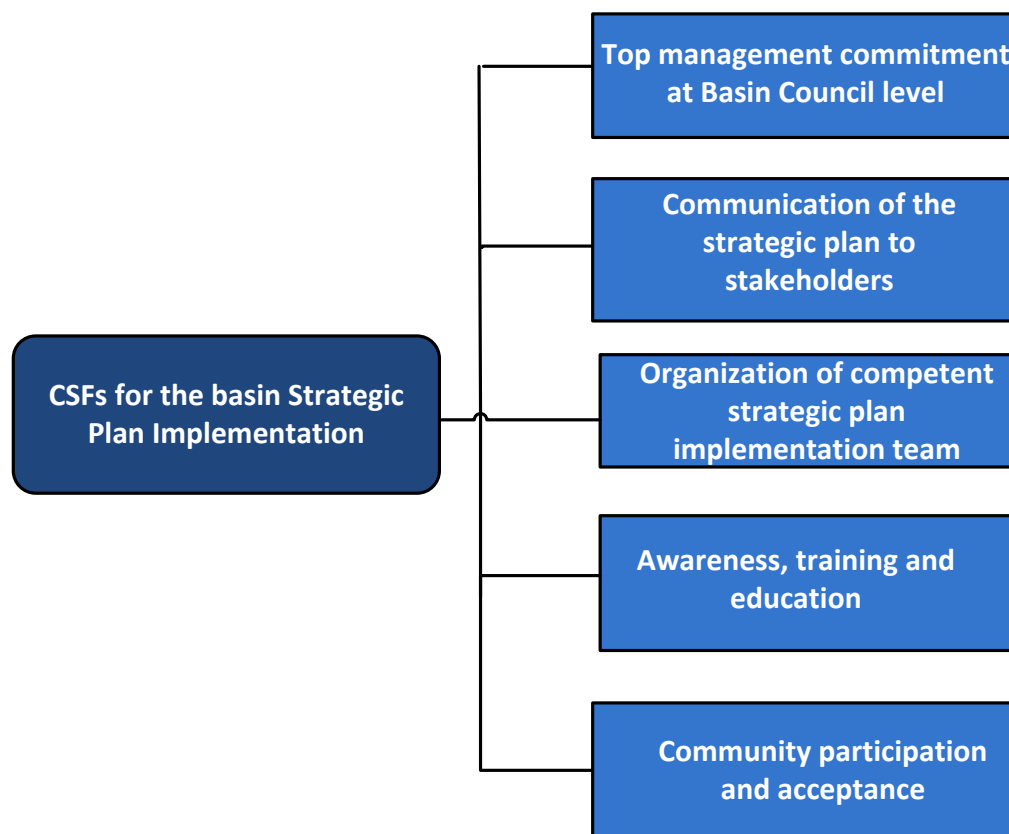 Top management commitment
at Basin Council level
Communication of the
strategic plan to
stakeholders
CSFs for the basin Strategic
Plan Implementation
Organization of competent
strategic plan
implementation team
Awareness, training and
education
Community participation
and acceptance